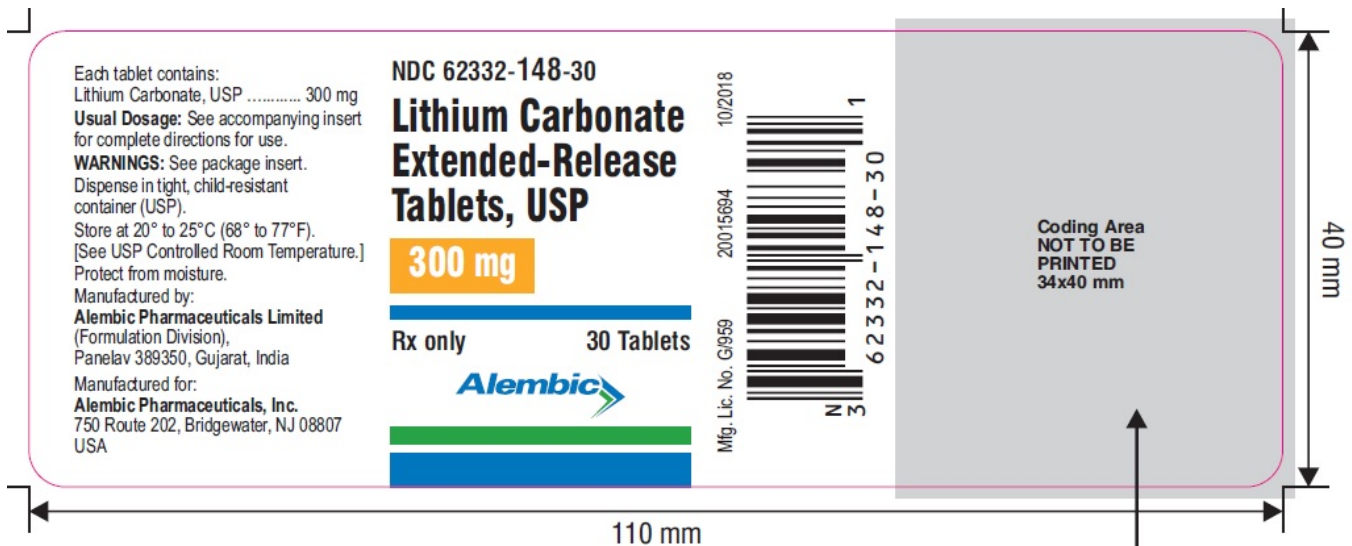 Each tablet contains:
Lithium Carbonate, USP .............. 300 mg
Usual Dosage: See accompanying insert
for complete directions for use.
WARNINGS: See package insert.
Dispense in tight, child-resistant
container (USP).
Store at 20° to 25°C (68° to 77°F).
[See USP Controlled Room Temperature.]
Protect from moisture.
Manufactured by:
Alembic Pharmaceuticals Limited
(Formulation Division),
Panelav 389350, Gujarat, India
Manufactured for:
Alembic Pharmaceuticals, Inc.
750 Route 202, Bridgewater, NJ 08807
USA
NDC 62332-148-30
Lithium Carbonate
Extended-Release
Tablets, USP
300 mg
Rx only 30 Tablets
Alembic
Mfg. Lic. No. G/959 20015694 10/2018
N
3 62332-148-30 1
Coding Area
NOT TO BE
PRINTED
34x40 mm
40 mm
110 mm